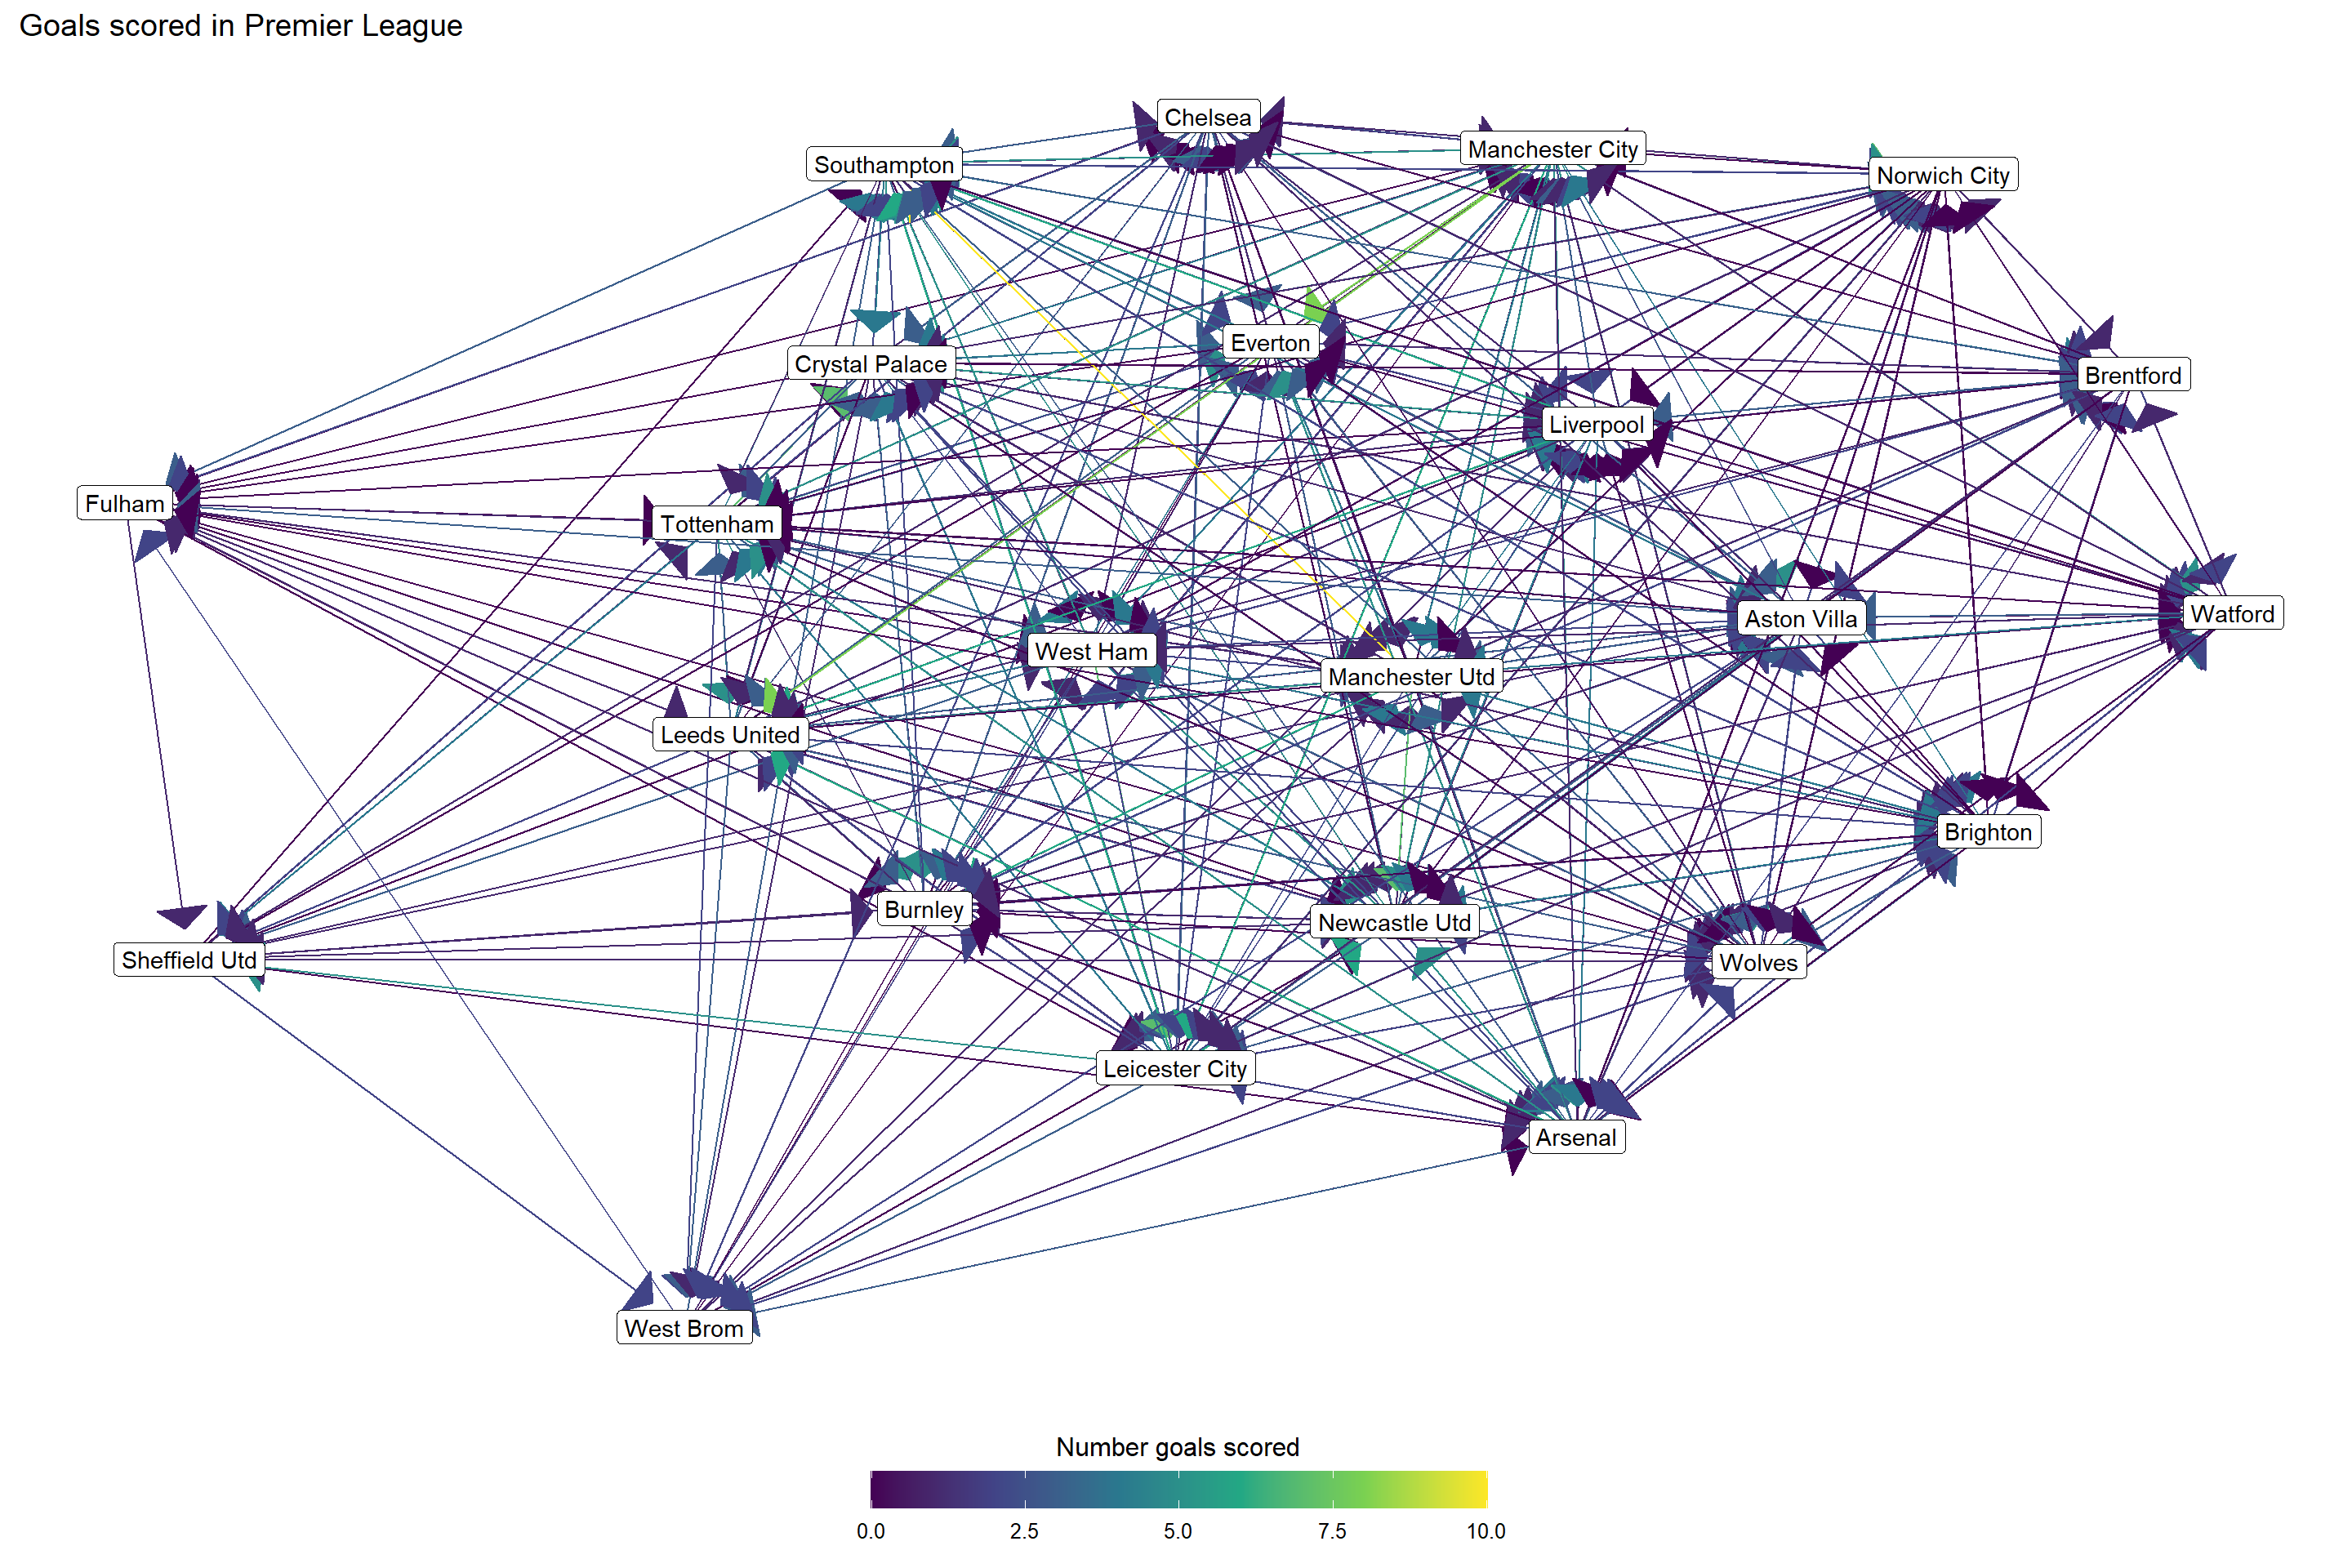 Goals scored in Premier League
Chelsea
Manchester City
Southampton
Norwich City
Everton
Crystal Palace
Brentford
Liverpool
Fulham
Tottenham
Watford
Aston Villa
West Ham
Manchester Utd
Leeds United
Brighton
Burnley
Newcastle Utd
Sheffield Utd
Wolves
Leicester City
Arsenal
West Brom
Number goals scored
0.0 2.5 5.0 7.5 10.0